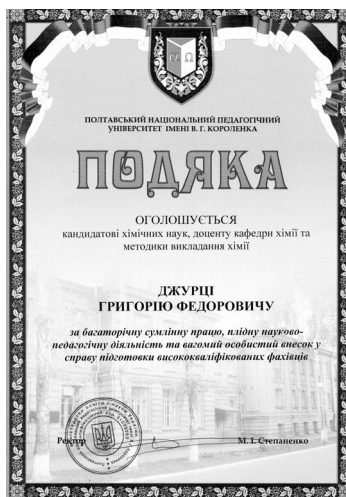 ПОЛТАВСЬКИЙ НАЦІОНАЛЬНИЙ ПЕДАГОГІЧНИЙ
УНІВЕРСИТЕТ ІМЕНІ В. Г. КОРОЛЕНКА
ПОДЯКА
ОГОЛОШУЄТЬСЯ
кандидатові хімічних наук, доценту кафедри хімії та
методики викладання хімії
ДЖУРЦІ
ГРИГОРІЮ ФЕДОРОВИЧУ
за багаторічну сумлінну працю, плідну науково-
педагогічну діяльність та вагомий особистий внесок у
справу підготовки висококваліфікованих фахівців
Ректор М. І. Степаненко